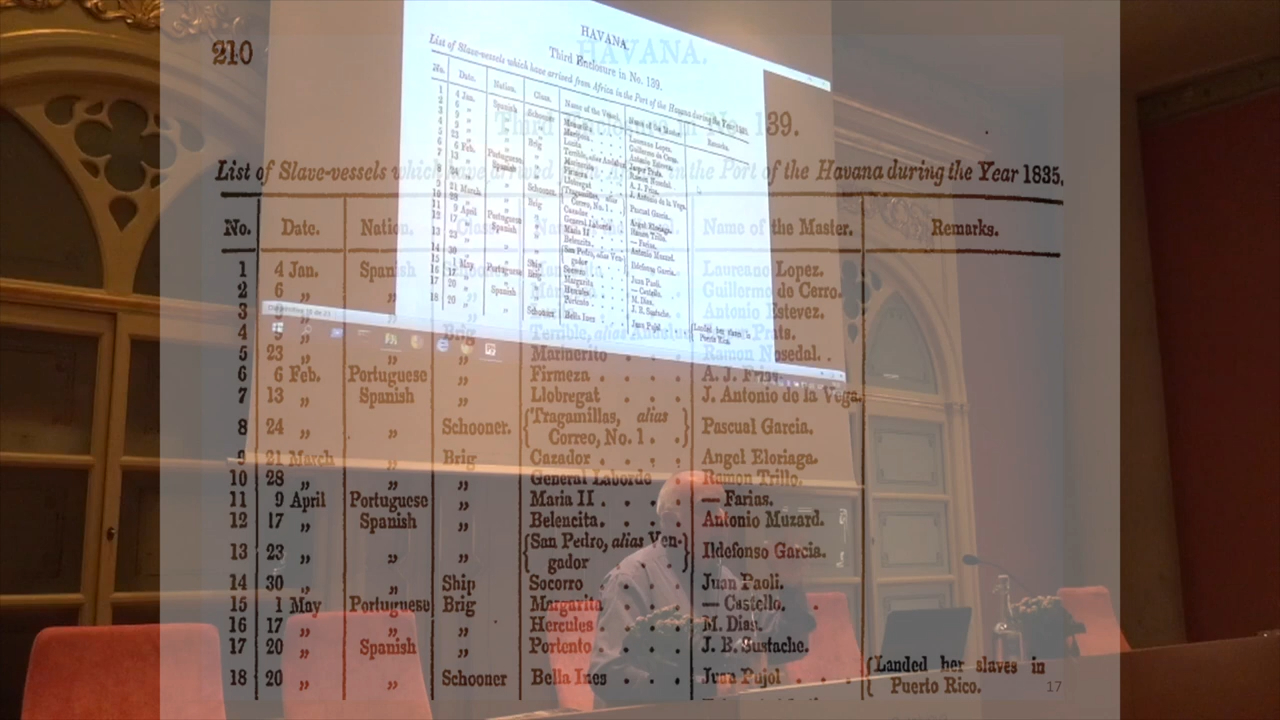 210
HAVANA.
Third Enclosure in No. 139.
List of Slave-vessels which have arrived from Africa in the Port of the Havana during the Year 1835.
No. Date. Nation. Class. Name of the Vessel. Name of the Master. Remarks.
1 4 Jan. Spanish Schooner Laureano Lopez.
2 6 „ „ „ Guillermo de Cerro.
3 „ „ Antonio Estevez.
4 9 „ „ Brig Terrible, alias Prats.
5 23 „ „ „ Marinerito . . . . Ramon Nosedal. .
6 6 Feb. Portuguese „ Firmeza . . . . A. J. Frias.
7 13 „ Spanish „ Llobregat . . . . J. Antonio de la Vega.
8 24 „ „ Schooner. {Tragamillas, alias Correo, No. 1 . .} Pascual Garcia.
9 21 March „ Brig Cazador . . . . Angel Eloriaga.
10 28 „ „ „ General Laborde . . Ramon Trillo.
11 9 April Portuguese „ Maria II . . . . — Farias.
12 17 „ Spanish „ Belencita. . . . Antonio Muzard.
13 23 „ „ „ {San Pedro, alias Ven-gador . . .} Ildefonso Garcia.
14 30 „ „ Ship Socorro . . . . Juan Paoli.
15 1 May Portuguese Brig Margarita . . . . — Castello.
16 17 „ „ „ Hercules . . . . M. Dias.
17 20 „ Spanish „ Portento . . . . J. B. Sustache.
18 20 „ „ Schooner Bella Ines . . . . Juan Pujol . . . {Landed her slaves in Puerto Rico.
17